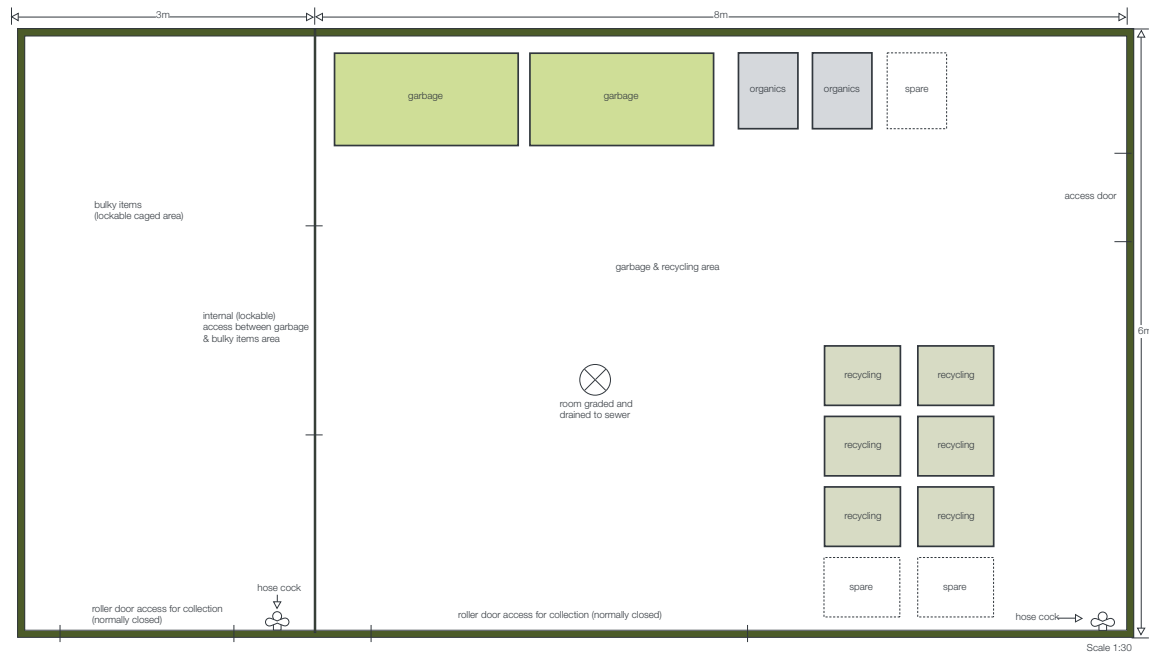 3m
8m
garbage
garbage
organics
organics
spare
access door
bulky items
(lockable caged area)
garbage & recycling area
internal (lockable)
access between garbage
& bulky items area
6m
recycling
recycling
room graded and
drained to sewer
recycling
recycling
recycling
recycling
spare
spare
hose cock
roller door access for collection
(normally closed)
roller door access for collection (normally closed)
hose cock
Scale 1:30